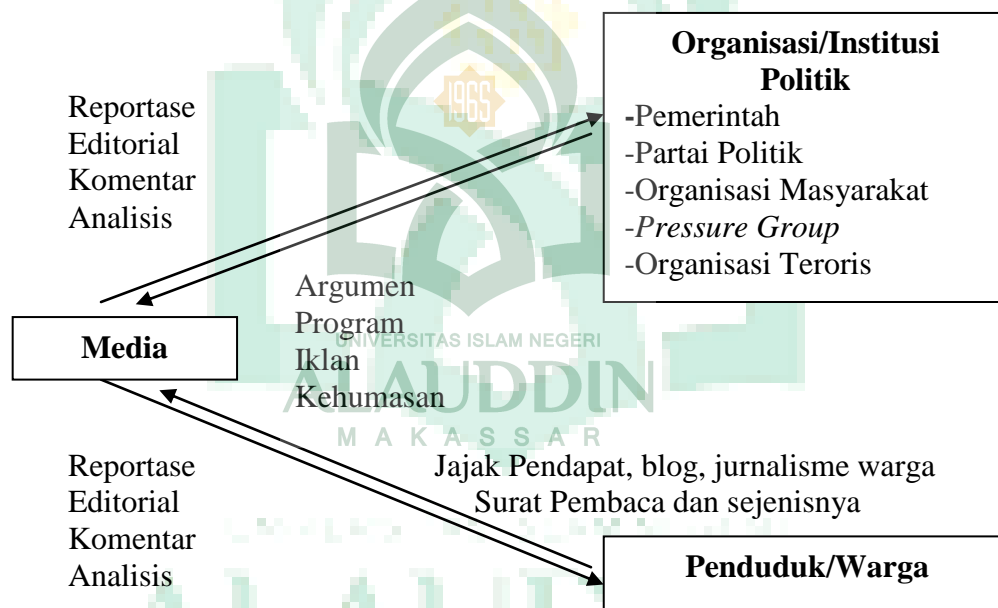 Organisasi/Institusi
Politik
-Pemerintah
-Partai Politik
-Organisasi Masyarakat
-Pressure Group
-Organisasi Teroris
Reportase
Editorial
Komentar
Analisis
1965
Argumen
Program
Iklan
Kehumasan
Media
UNIVERSITAS ISLAM NEGERI
ALAUDDIN
MAKASSAR
Reportase
Editorial
Komentar
Analisis
Jajak Pendapat, blog, jurnalisme warga
Surat Pembaca dan sejenisnya
Penduduk/Warga